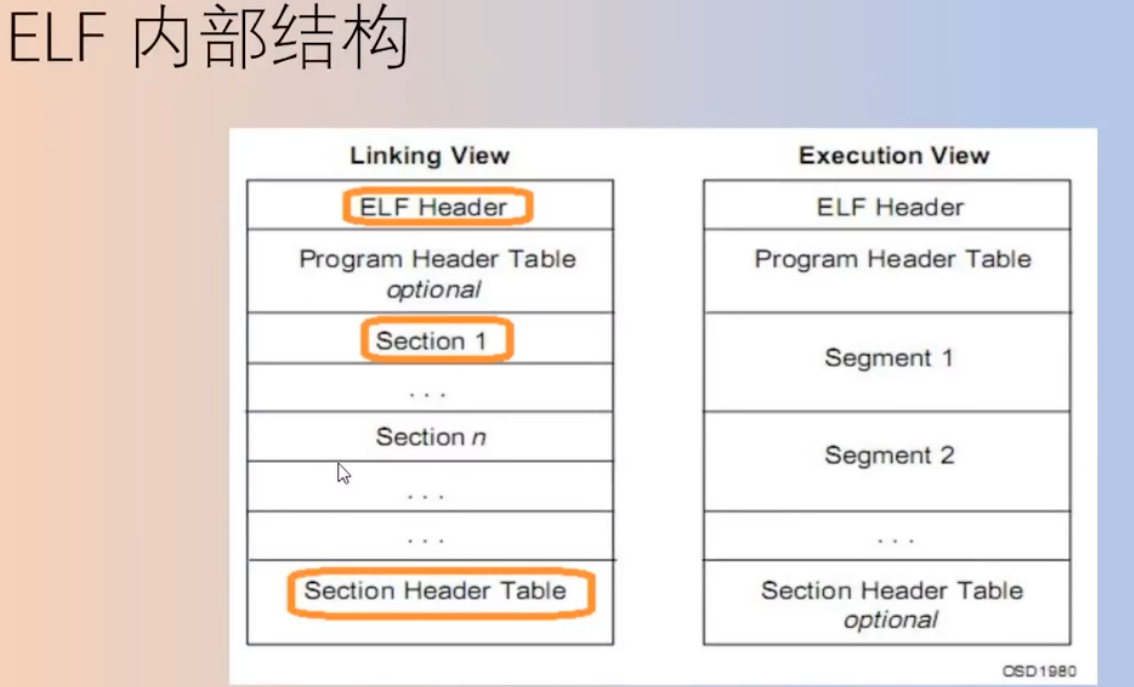 ELF 内部结构
Linking View
ELF Header
Program Header Table
optional
Section 1
. . .
Section n
. . .
. . .
Section Header Table
Execution View
ELF Header
Program Header Table
Segment 1
Segment 2
. . .
Section Header Table
optional
OSD1980